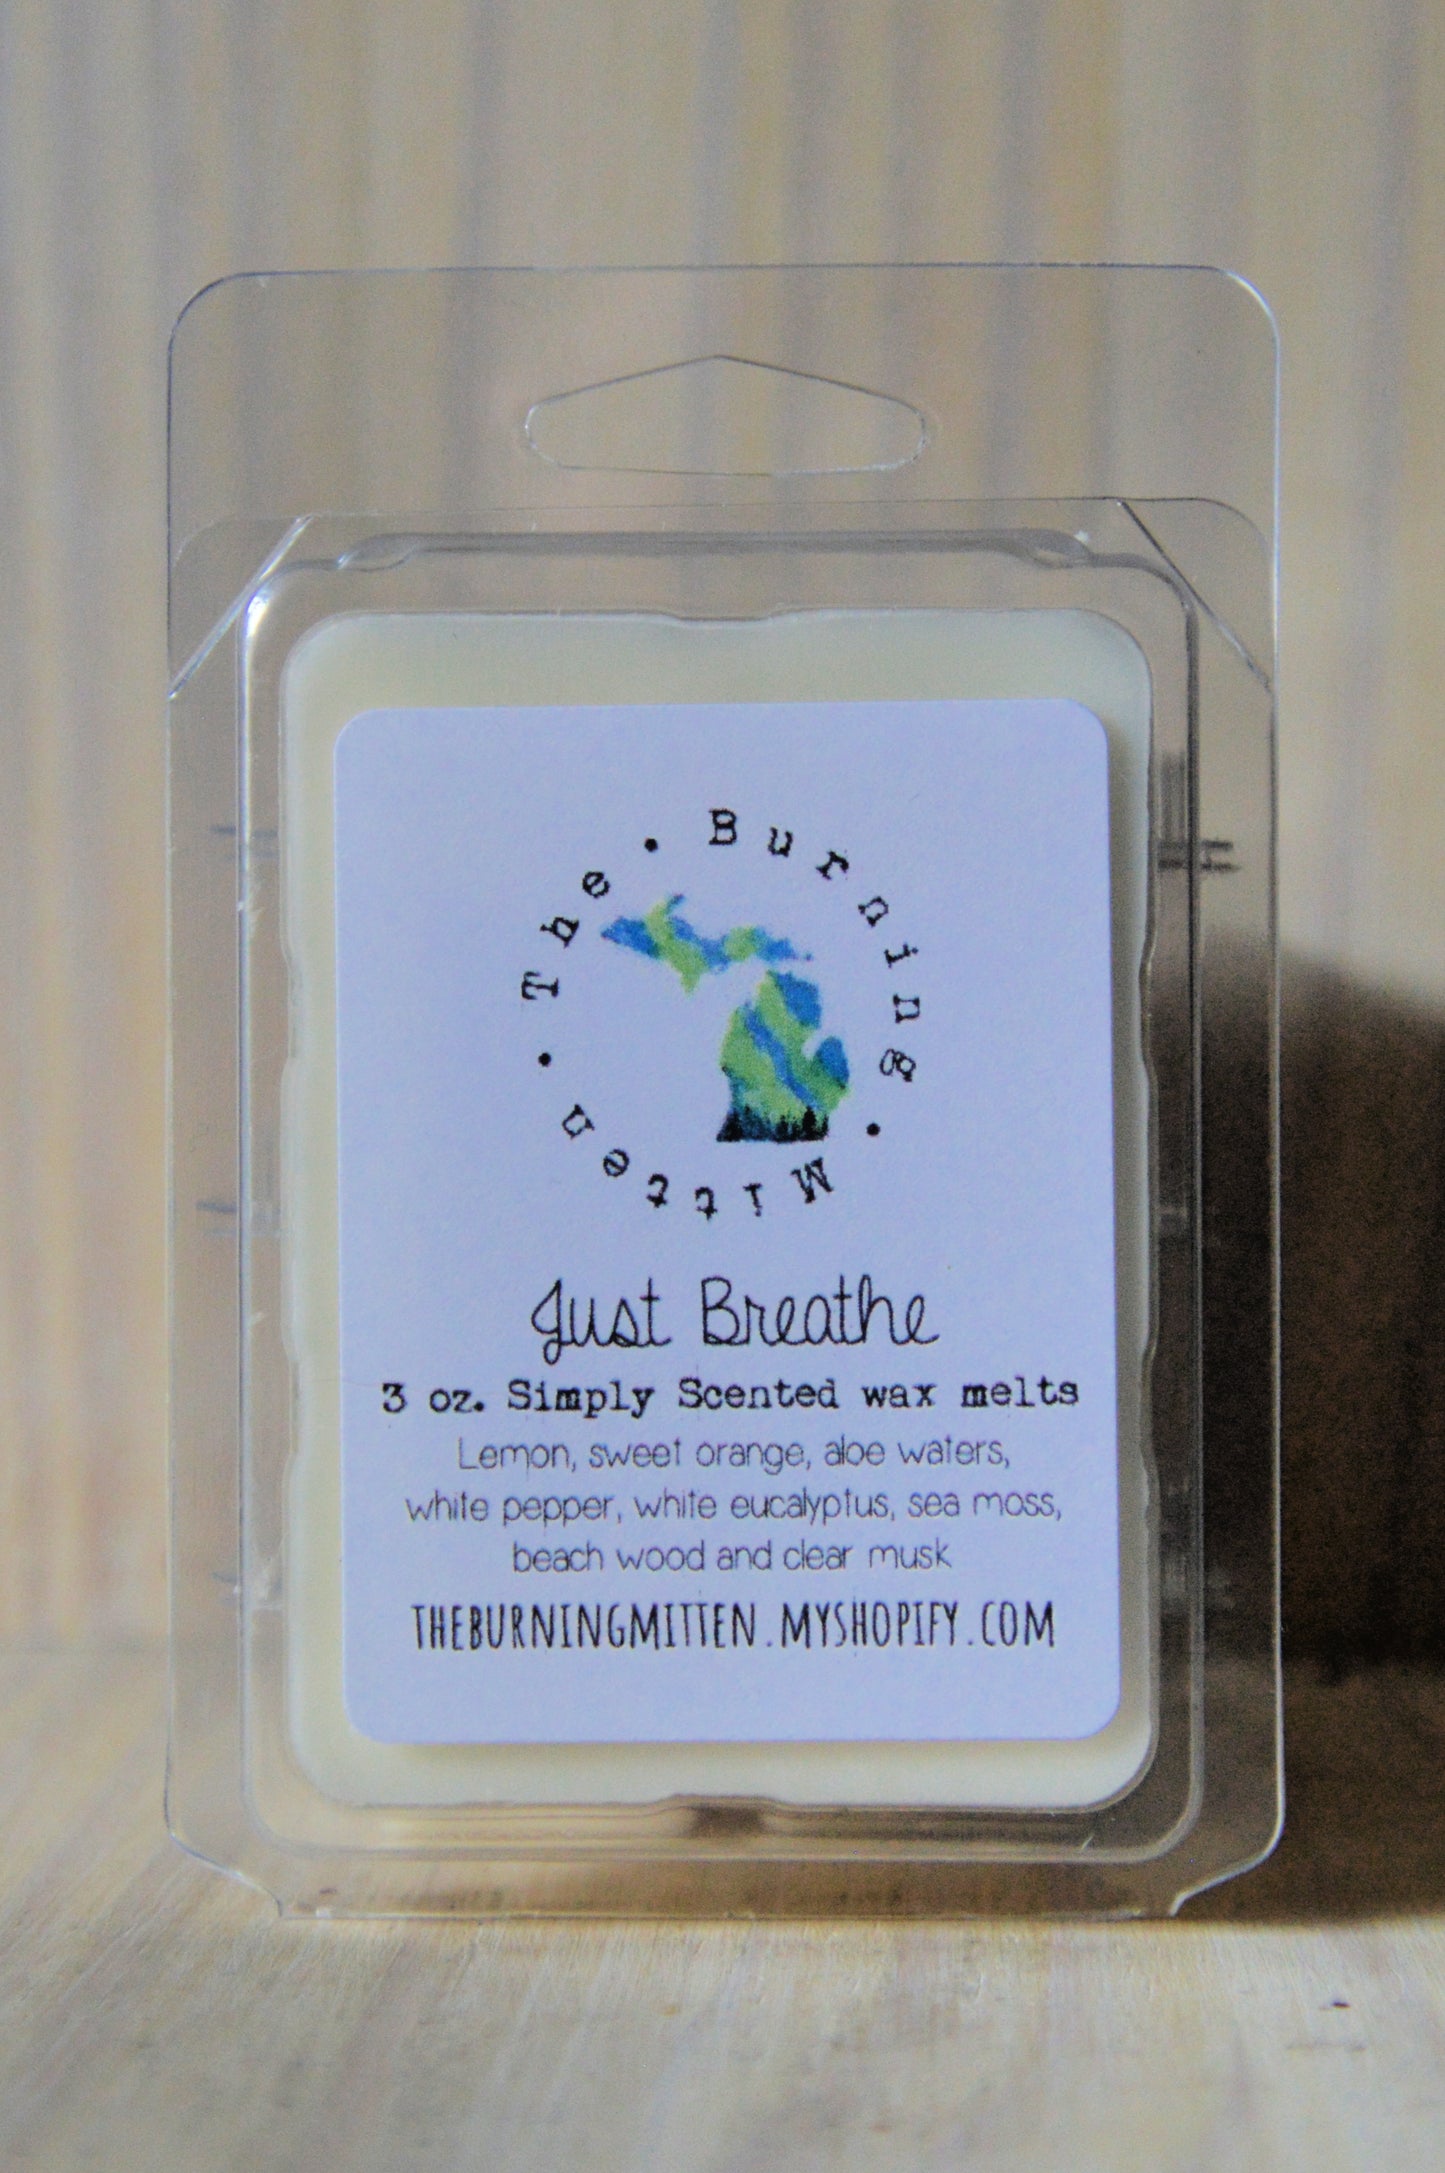 The • Burning • Mitten •
Just Breathe
3 oz. Simply Scented wax melts
Lemon, sweet orange, aloe waters,
white pepper, white eucalyptus, sea moss,
beach wood and clear musk
THEBURNINGMITTEN.MYSHOPIFY.COM